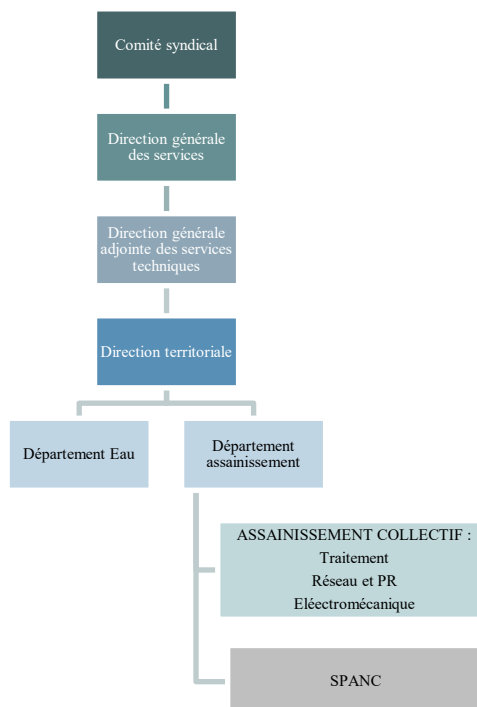 Comité syndical
Direction générale
des services
Direction générale
adjointe des services
techniques
Direction territoriale
Département Eau
Département
assainissement
ASSAINISSEMENT COLLECTIF :
Traitement
Réseau et PR
Eléectromécanique
SPANC